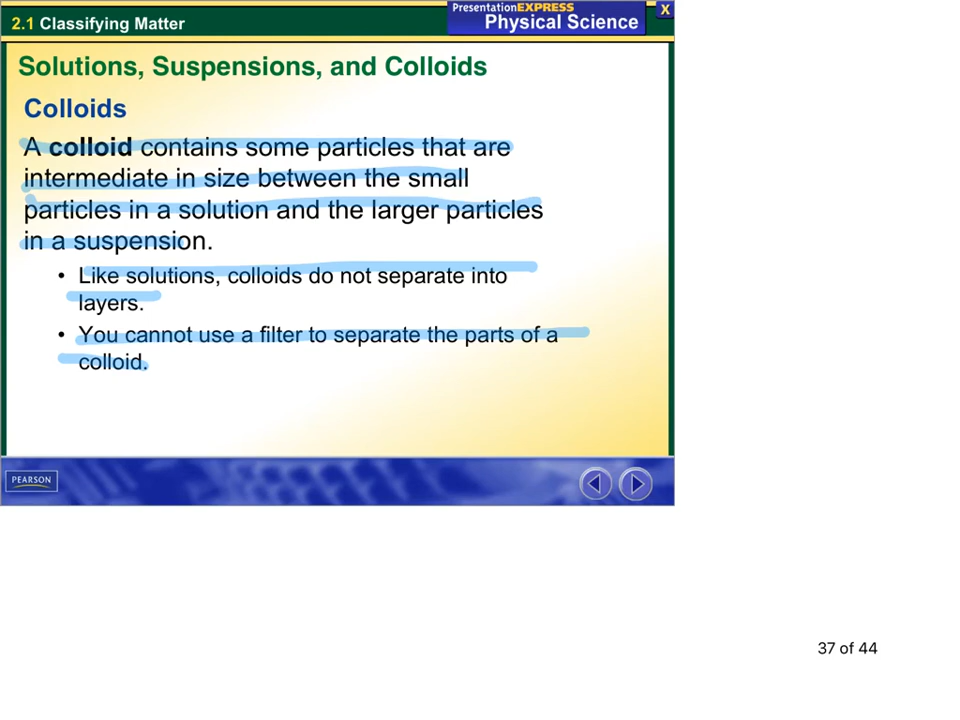 PresentationEXPRESS
Physical Science
X
2.1 Classifying Matter
Solutions, Suspensions, and Colloids
Colloids
A colloid contains some particles that are
intermediate in size between the small
particles in a solution and the larger particles
in a suspension.
• Like solutions, colloids do not separate into
layers.
• You cannot use a filter to separate the parts of a
colloid.
PEARSON
37 of 44